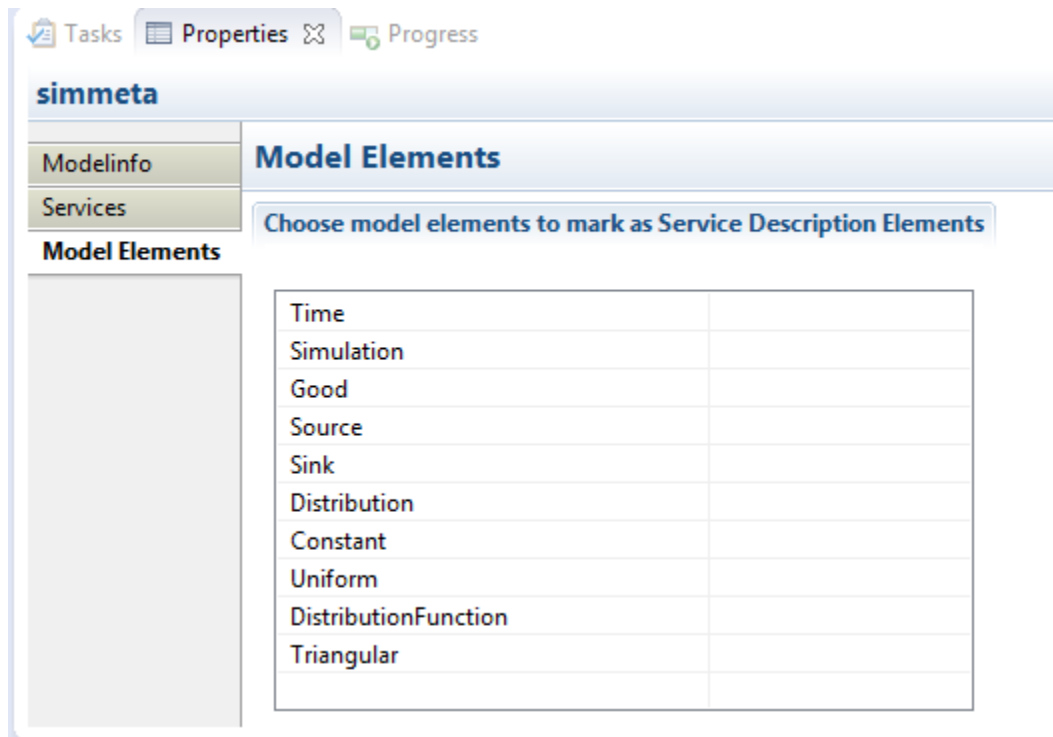 Tasks Properties Progress
simmeta
Modelinfo
Services
Model Elements
Model Elements
Choose model elements to mark as Service Description Elements
Time
Simulation
Good
Source
Sink
Distribution
Constant
Uniform
DistributionFunction
Triangular